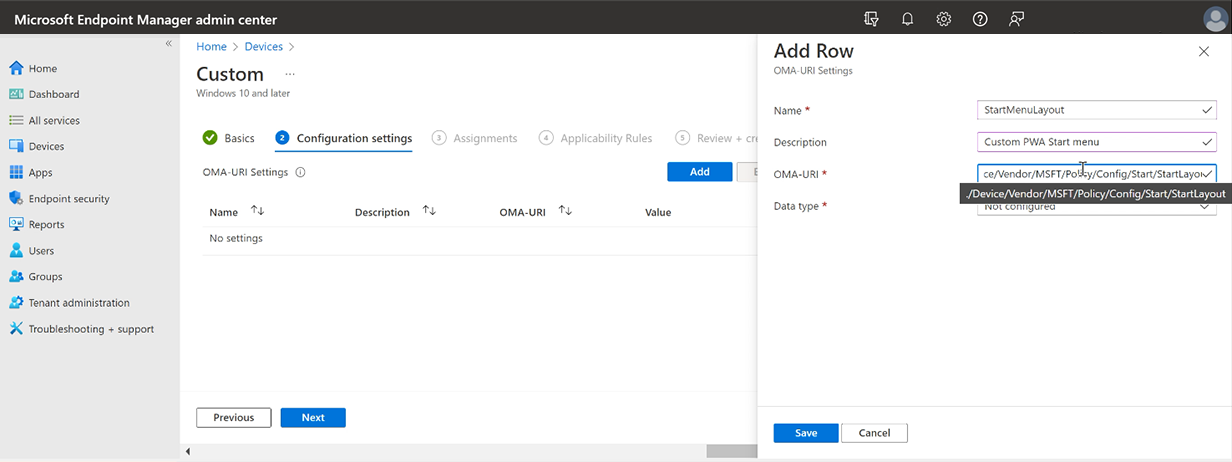 Microsoft Endpoint Manager admin center
«
Home
Dashboard
All services
Devices
Apps
Endpoint security
Reports
Users
Groups
Tenant administration
Troubleshooting + support
Home > Devices >
Custom ...
Windows 10 and later
Basics
2 Configuration settings
3 Assignments
4 Applicability Rules
5 Review + cre
OMA-URI Settings
Add
E
Name
Description
OMA-URI
Value
No settings
Previous
Next
Add Row
OMA-URI Settings
Name * StartMenuLayout
Description Custom PWA Start menu
OMA-URI * ce/Vendor/MSFT/Policy/Config/Start/StartLayou
./Device/Vendor/MSFT/Policy/Config/Start/StartLayout
Data type * Not configured
Save
Cancel